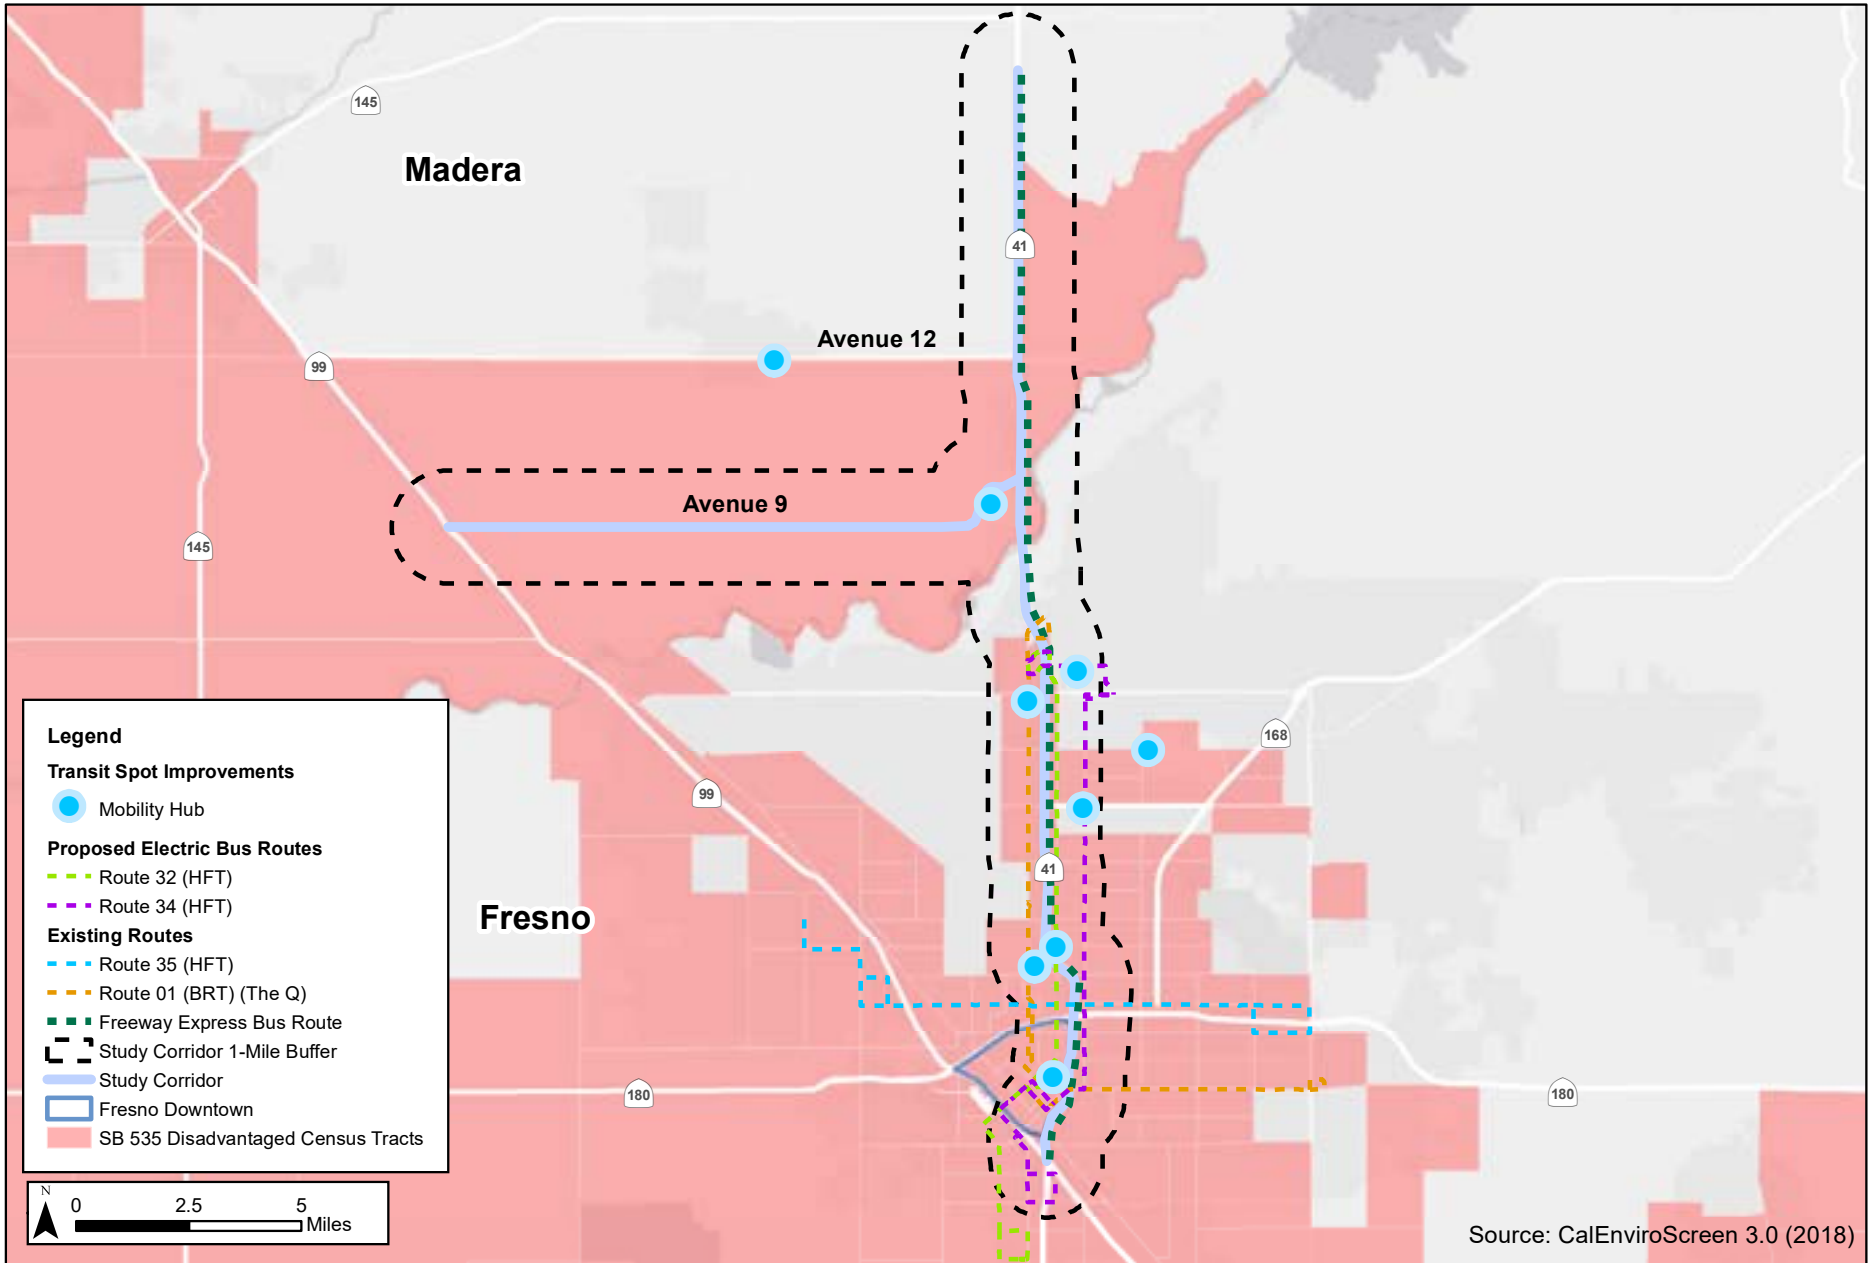 145
Madera
41
Avenue 12
99
Avenue 9
145
168
99
41
Fresno
180
180
Legend
Transit Spot Improvements
Mobility Hub
Proposed Electric Bus Routes
Route 32 (HFT)
Route 34 (HFT)
Existing Routes
Route 35 (HFT)
Route 01 (BRT) (The Q)
Freeway Express Bus Route
Study Corridor 1-Mile Buffer
Study Corridor
Fresno Downtown
SB 535 Disadvantaged Census Tracts
N
0 2.5 5
Miles
Source: CalEnviroScreen 3.0 (2018)